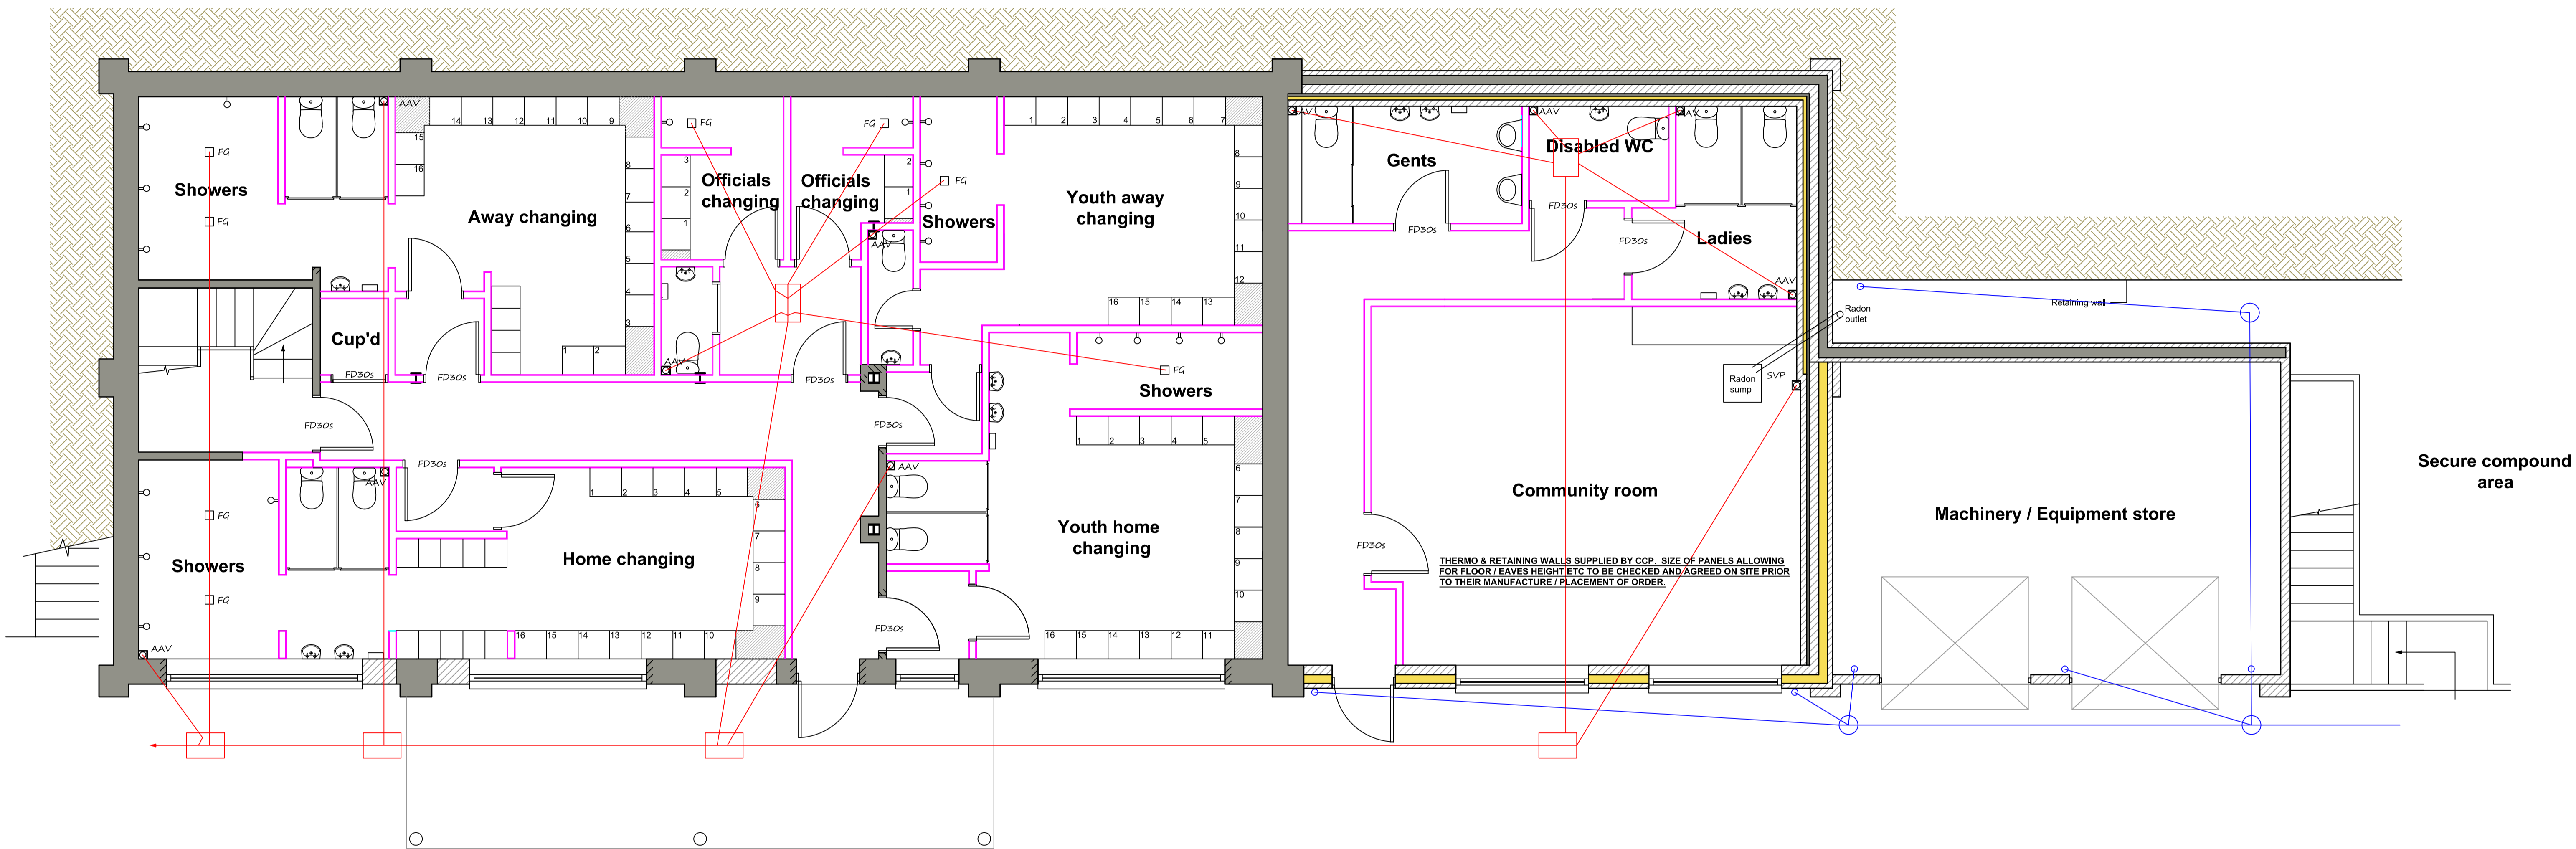 AAV
14
13
12
11
10
9
15
16
8
7
6
5
4
3
1
2
FG
Showers
FG
Away changing
FG
FG
3
2
1
Officials
changing
Officials
changing
2
1
FG
Showers
AAV
AAV
1
2
3
4
5
6
7
8
9
10
11
12
16
15
14
13
Youth away
changing
AAV
AAV
AAV
Gents
Disabled WC
Ladies
FD30s
FD30s
FD30s
AAV
Retaining wall
Radon
outlet
Radon
sump
SVP
Cup'd
FD30s
FD30s
FD30s
FG
Showers
FD30s
FD30s
FD30s
1
2
3
4
5
6
7
8
9
10
16
15
14
13
12
11
Youth home
changing
AAV
AAV
FG
Showers
FG
AAV
1
2
3
4
5
6
7
8
9
16
15
14
13
12
11
10
Home changing
FD30s
Community room
FD30s
THERMO & RETAINING WALLS SUPPLIED BY CCP. SIZE OF PANELS ALLOWING
FOR FLOOR / EAVES HEIGHT ETC TO BE CHECKED AND AGREED ON SITE PRIOR
TO THEIR MANUFACTURE / PLACEMENT OF ORDER.
Machinery / Equipment store
Secure compound
area